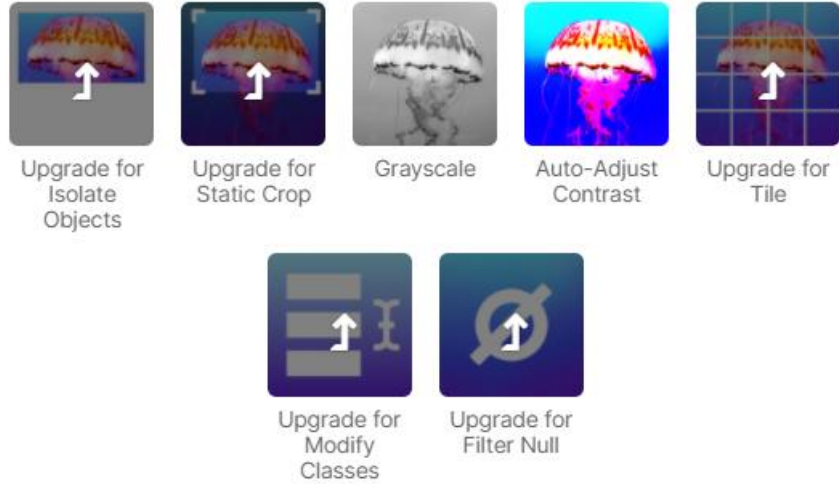 Upgrade for
Isolate
Objects
Upgrade for
Static Crop
Grayscale
Auto-Adjust
Contrast
Upgrade for
Tile
Upgrade for
Modify
Classes
Upgrade for
Filter Null